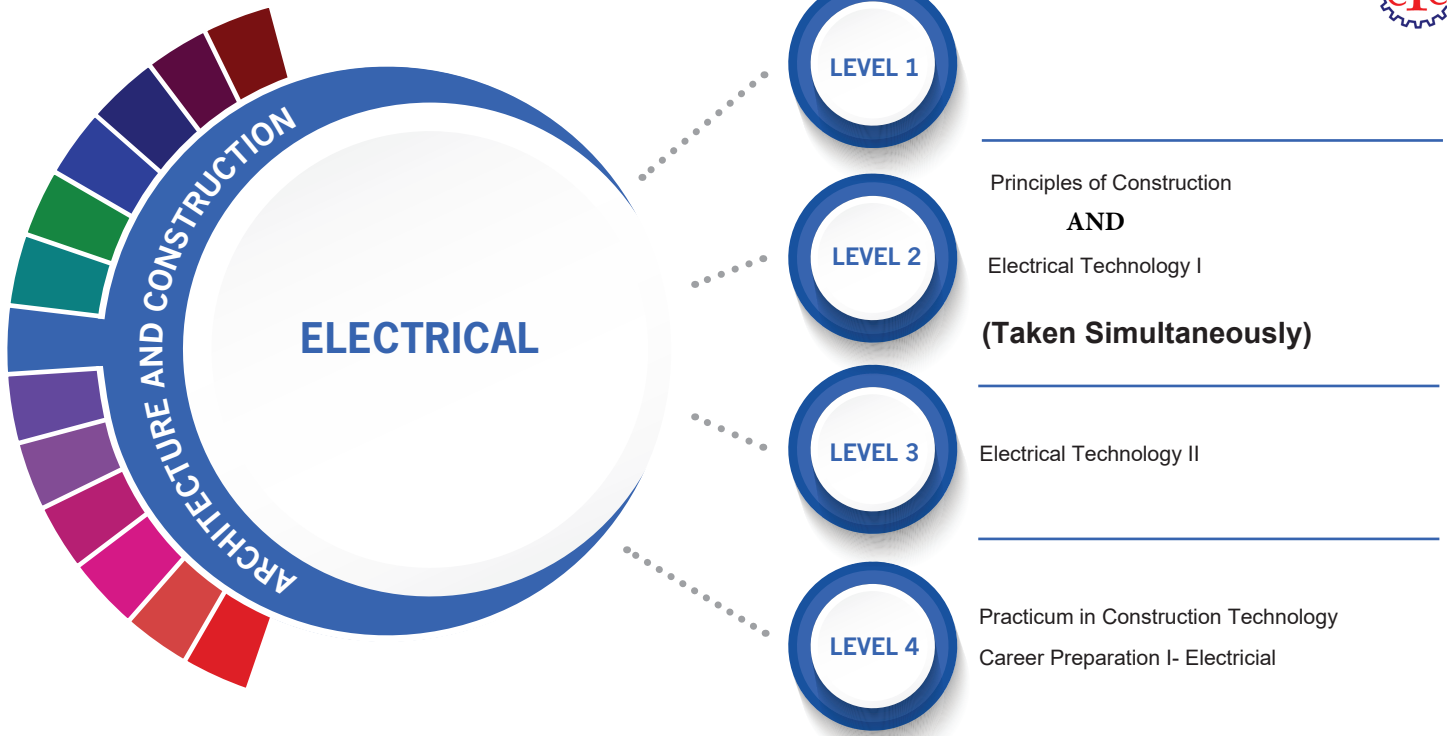 ARCHITECTURE AND CONSTRUCTION
ELECTRICAL
LEVEL 1
LEVEL 2
Principles of Construction
AND
Electrical Technology I
(Taken Simultaneously)
LEVEL 3
Electrical Technology II
LEVEL 4
Practicum in Construction Technology
Career Preparation I- Electricial